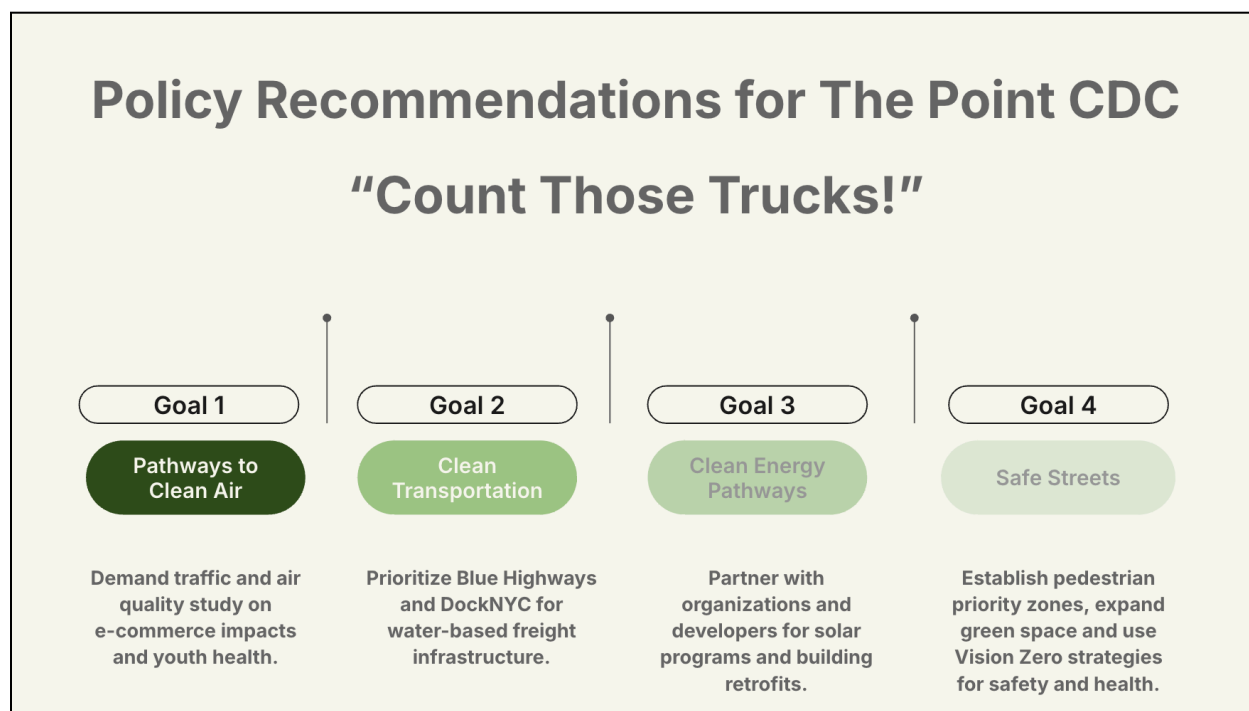 Policy Recommendations for The Point CDC
“Count Those Trucks!”
Goal 1
Pathways to
Clean Air
Demand traffic and air
quality study on
e-commerce impacts
and youth health.
Goal 2
Clean
Transportation
Prioritize Blue Highways
and DockNYC for
water-based freight
infrastructure.
Goal 3
Clean Energy
Pathways
Partner with
organizations and
developers for solar
programs and building
retrofits.
Goal 4
Safe Streets
Establish pedestrian
priority zones, expand
green space and use
Vision Zero strategies
for safety and health.